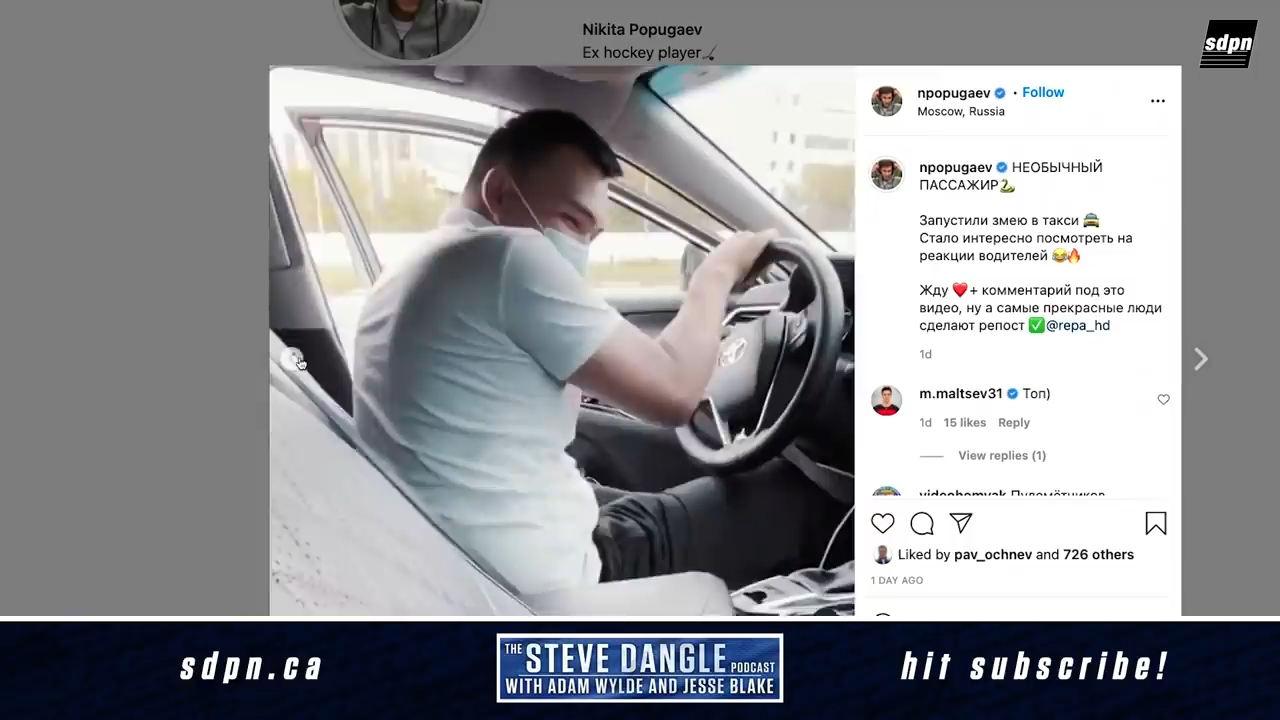 Nikita Popugaev
Ex hockey player🏒
sdpn
npopugaev • Follow
Moscow, Russia
npopugaev НЕОБЫЧНЫЙ
ПАССАЖИР🐍
Запустили змею в такси 🚖
Стало интересно посмотреть на
реакции водителей 😂🔥
Жду ❤️+ комментарий под это
видео, ну а самые прекрасные люди
сделают репост ✅@repa_hd
1d
m.maltsev31 Топ)
1d 15 likes Reply
View replies (1)
videohomyak Пулемётчиков
Liked by pav_ochnev and 726 others
1 DAY AGO
sdpn.ca
THE STEVE DANGLE PODCAST
WITH ADAM WYLDE AND JESSE BLAKE
hit subscribe!